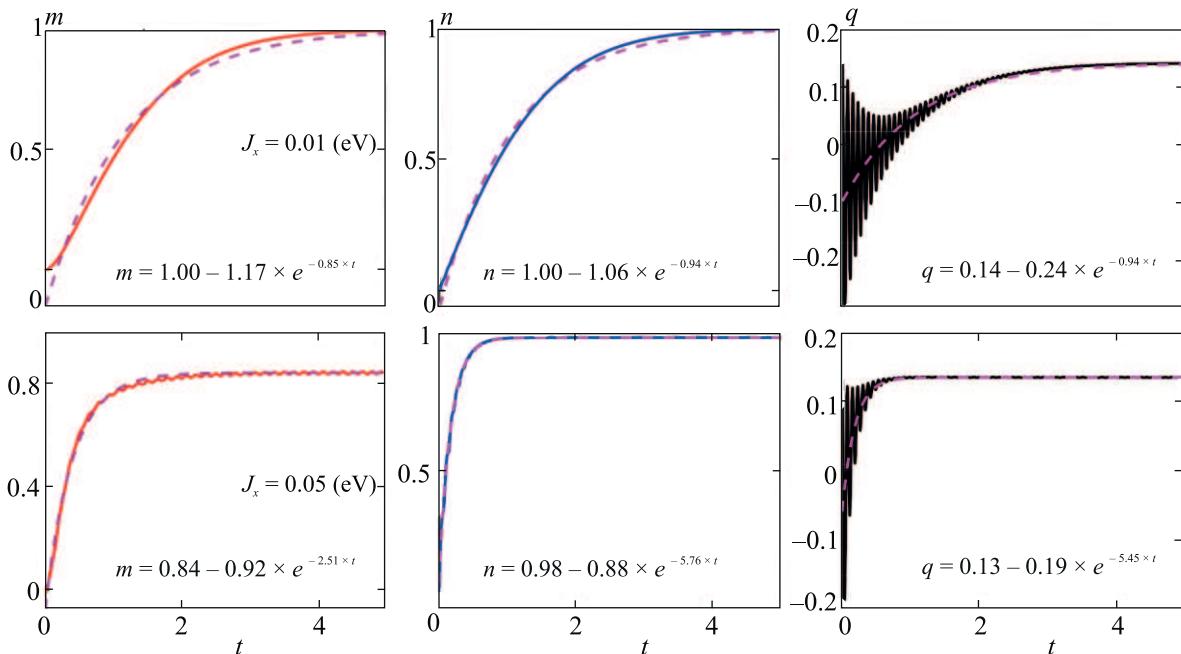 m
1
0.5
0
J_x = 0.01 (eV)
m = 1.00 – 1.17 × e^{–0.85 × t}
n
1
0.5
0
n = 1.00 – 1.06 × e^{–0.94 × t}
q
0.2
0.1
0
–0.1
–0.2
q = 0.14 – 0.24 × e^{–0.94 × t}
0.8
0.4
0
J_x = 0.05 (eV)
m = 0.84 – 0.92 × e^{–2.51 × t}
0 2 4
t
1
0.5
n = 0.98 – 0.88 × e^{–5.76 × t}
0 2 4
t
0.2
0.1
0
–0.1
–0.2
q = 0.13 – 0.19 × e^{–5.45 × t}
0 2 4
t